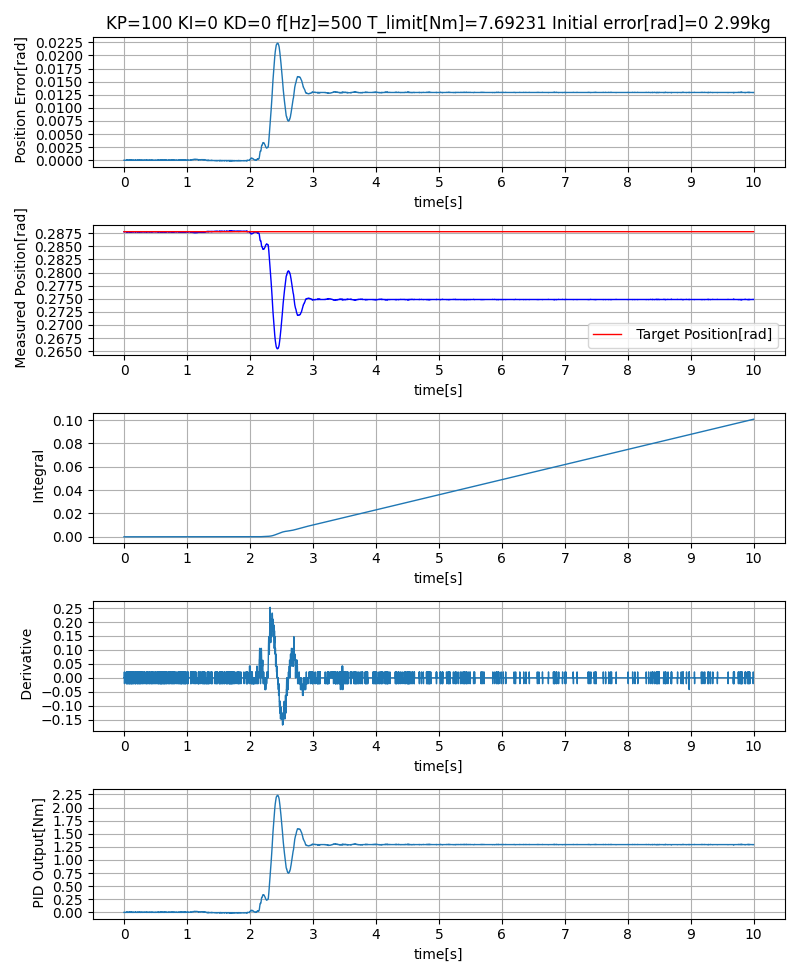 KP=100 KI=0 KD=0 f[Hz]=500 T_limit[Nm]=7.69231 Initial error[rad]=0 2.99kg
Position Error[rad]
0.0225
0.0200
0.0175
0.0150
0.0125
0.0100
0.0075
0.0050
0.0025
0.0000
0 1 2 3 4 5 6 7 8 9 10
time[s]
Measured Position[rad]
0.2875
0.2850
0.2825
0.2800
0.2775
0.2750
0.2725
0.2700
0.2675
0.2650
Target Position[rad]
0 1 2 3 4 5 6 7 8 9 10
time[s]
Integral
0.10
0.08
0.06
0.04
0.02
0.00
0 1 2 3 4 5 6 7 8 9 10
time[s]
Derivative
0.25
0.20
0.15
0.10
0.05
0.00
−0.05
−0.10
−0.15
0 1 2 3 4 5 6 7 8 9 10
time[s]
PID Output[Nm]
2.25
2.00
1.75
1.50
1.25
1.00
0.75
0.50
0.25
0.00
0 1 2 3 4 5 6 7 8 9 10
time[s]